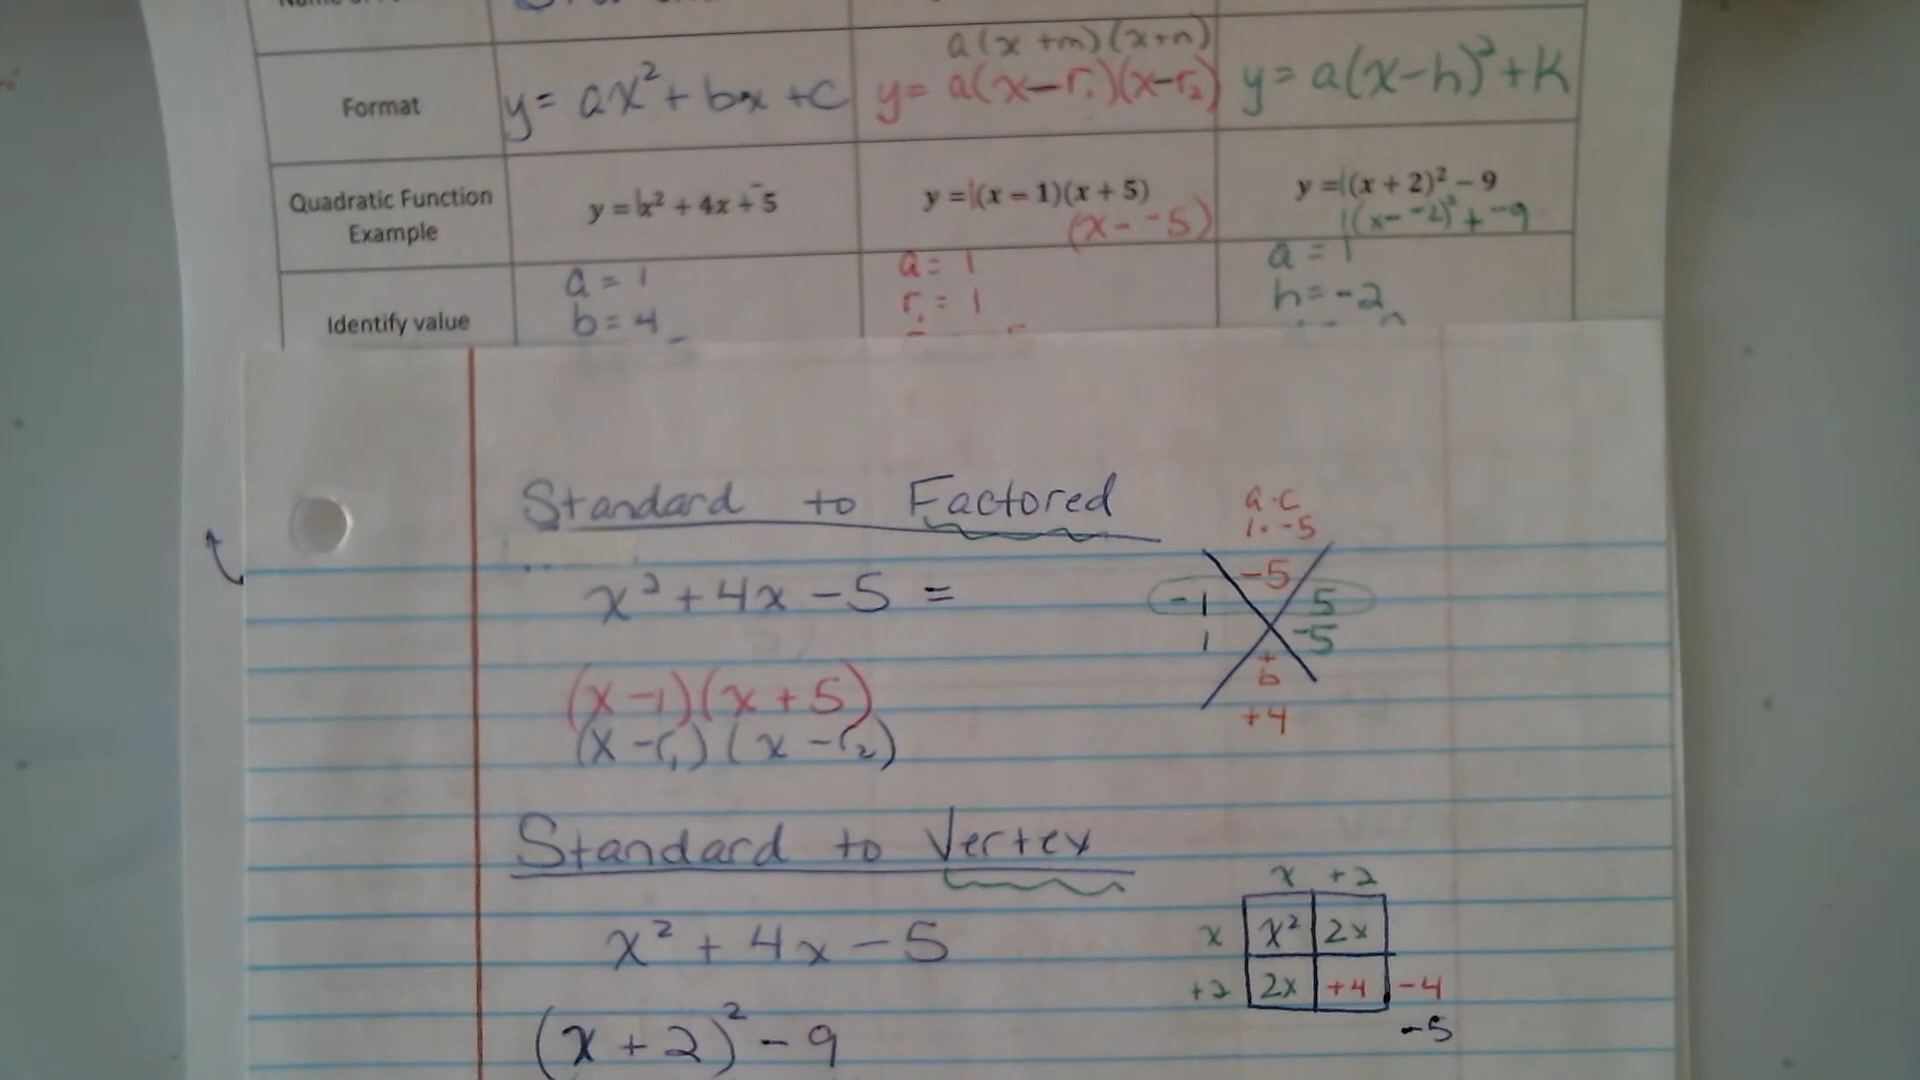 a(x+m)(x+n)
Format
y= ax²+ bx +c
y= a(x-r₁)(x-r₂)
y= a(x-h)²+k
Quadratic Function
Example
y = 1x² + 4x + -5
y = 1(x - 1)(x + 5)
(x- -5)
y = 1(x + 2)² - 9
1(x- -2)² + -9
Identify value
a = 1
b = 4
a = 1
r₁ = 1
a = 1
h = -2
Standard to Factored
x² + 4x - 5 =
(x-1)(x+5)
(x-r₁)(x-r₂)
a·c
1·-5
-5
-1 5
1 -5
+
b
+4
Standard to Vertex
x² + 4x - 5
(x+2)² - 9
x +2
x x² 2x
+2 2x +4 -4
-5